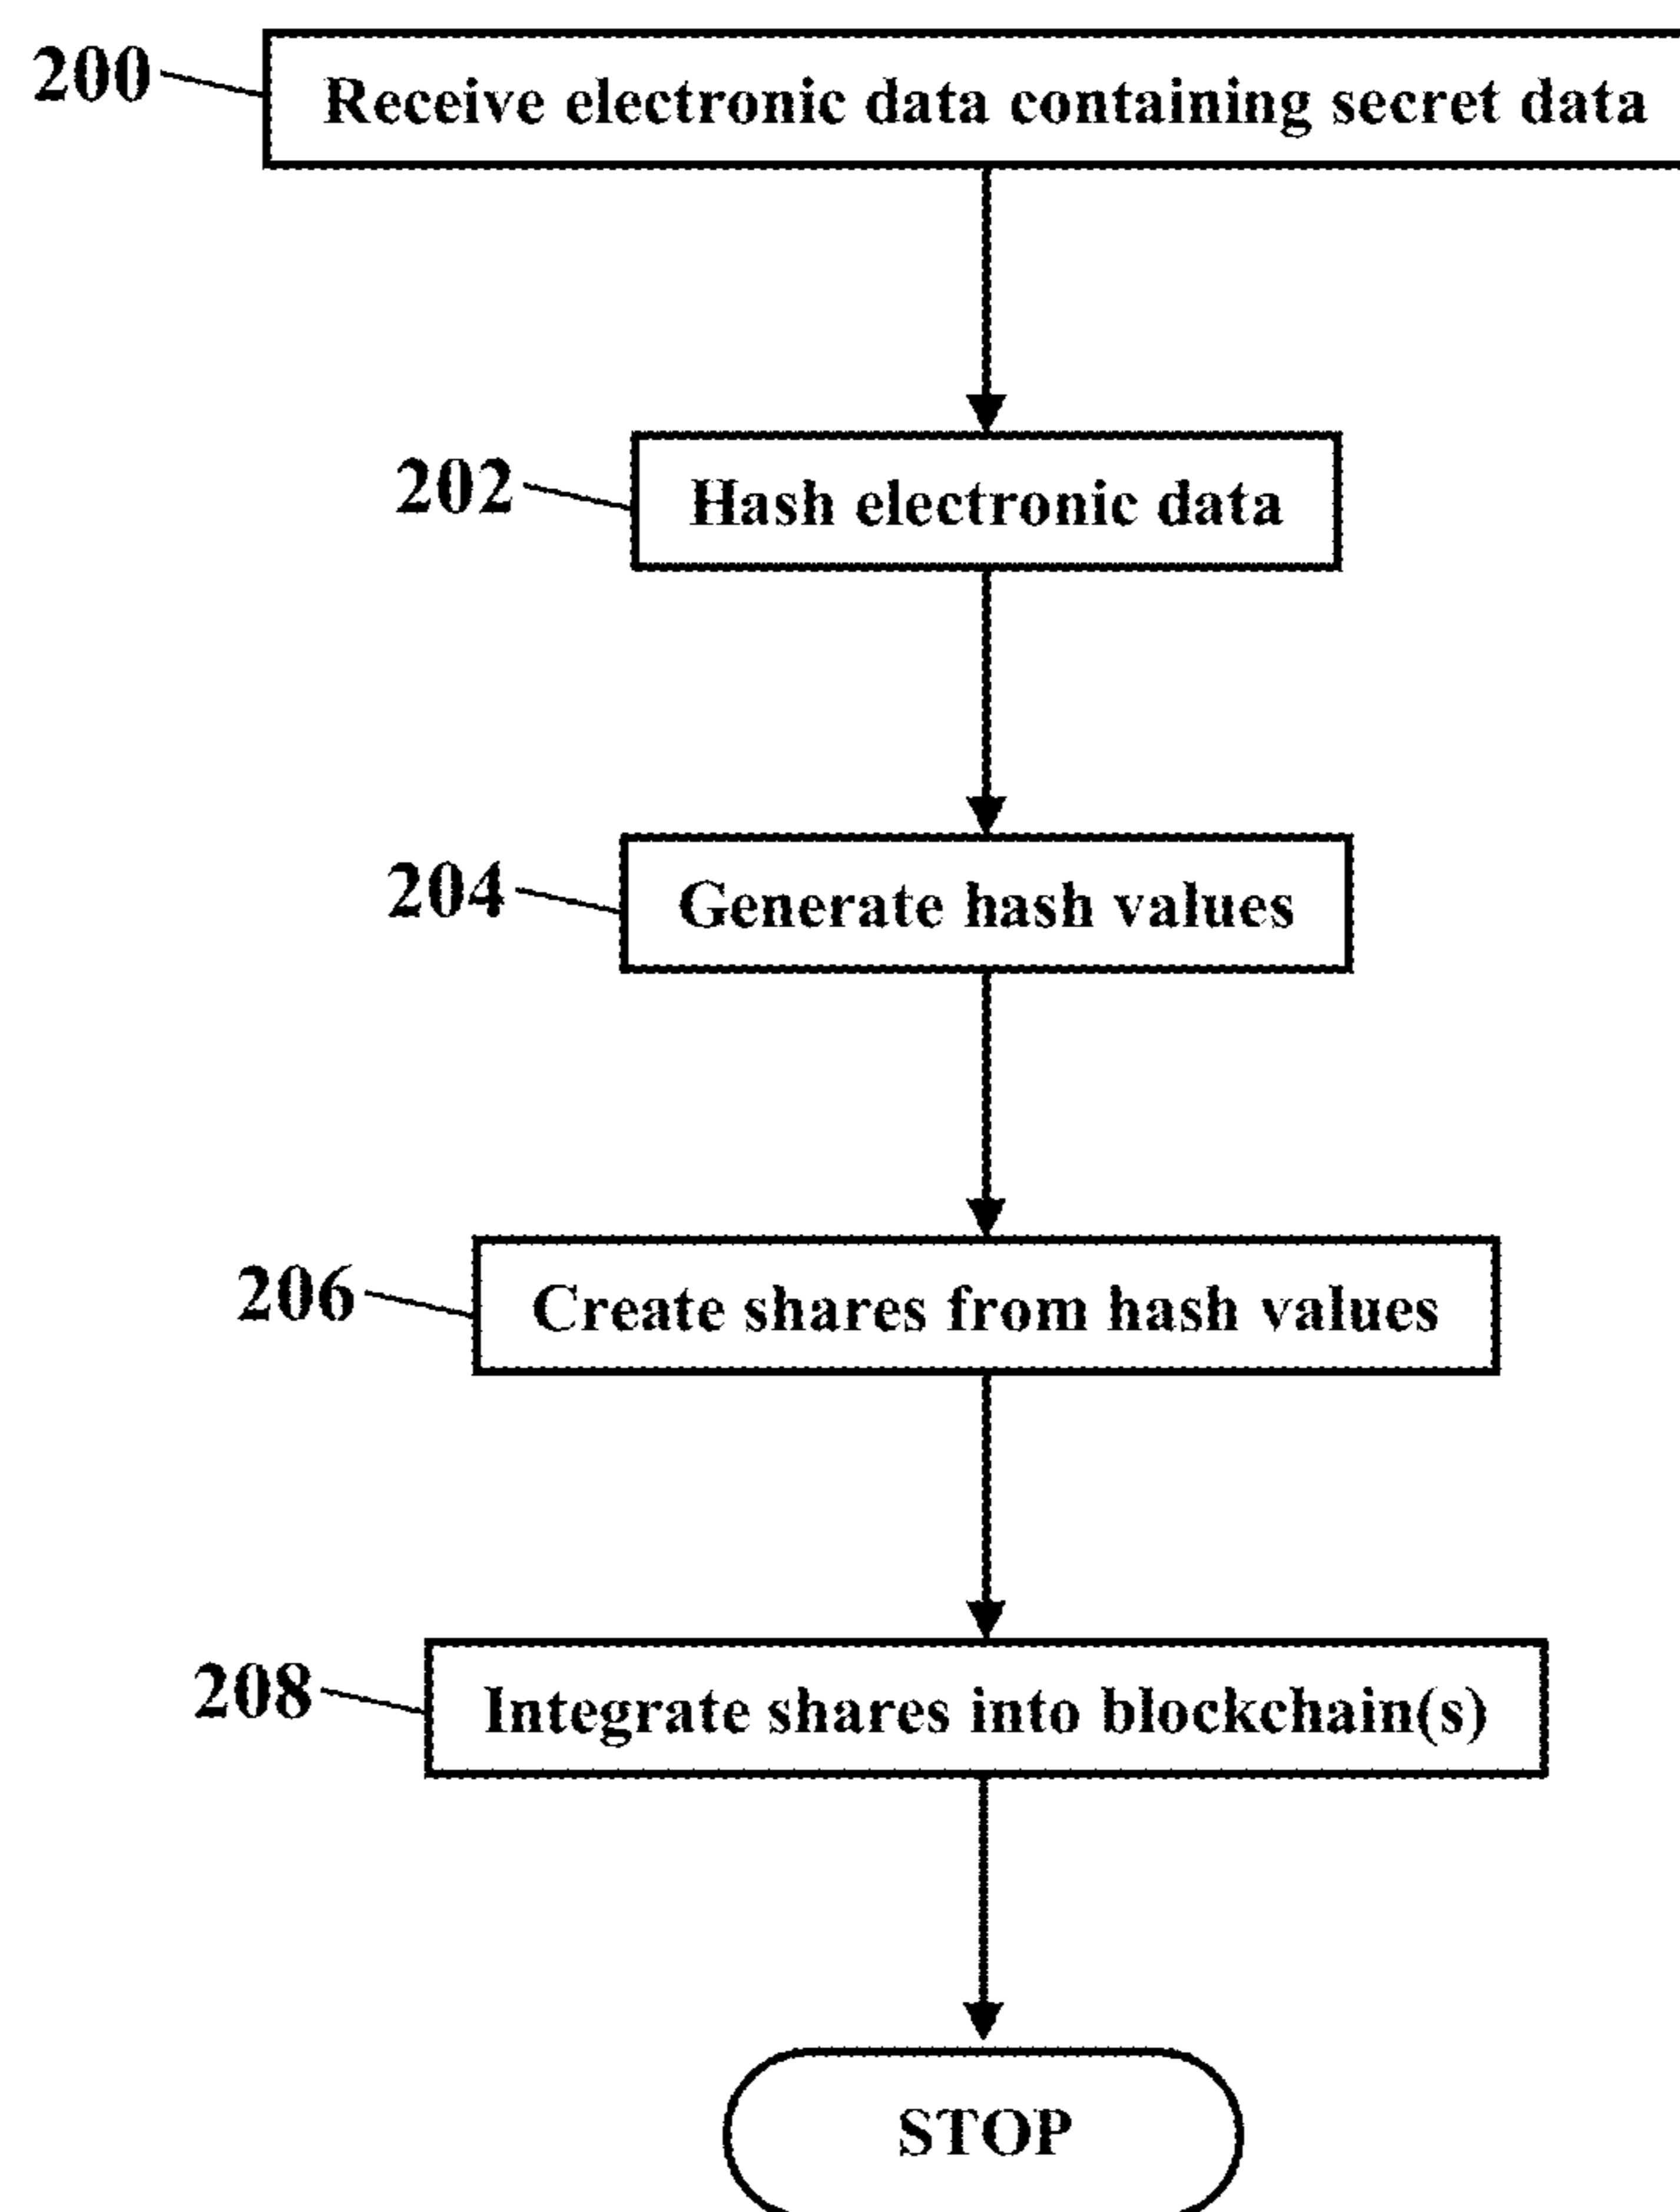 200 Receive electronic data containing secret data
202 Hash electronic data
204 Generate hash values
206 Create shares from hash values
208 Integrate shares into blockchain(s)
STOP